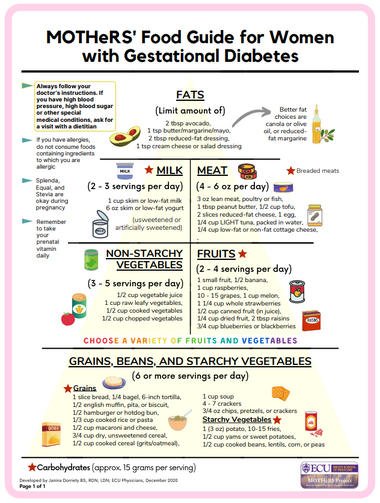 MOTHeRS' Food Guide for Women
with Gestational Diabetes
Always follow your
doctor's instructions. If
you have high blood
pressure, high blood sugar
or other special
medical condition, ask for
a visit with a dietitian
If you have allergies,
do not consume foods
containing ingredients
to which you are
allergic
Splenda,
Equal, and
Stevia are
okay during
pregnancy
Remember
to take
your
prenatal
vitamin
daily
FATS
(Limit amount of)
2 tbsp avocado,
1 tsp butter/margarine/mayo,
2 tbsp reduced-fat dressing,
1 tsp cream cheese or salad dressing
Better fat
choices are
canola or olive
oil, or reduced-
fat margarine
MILK
MILK
(2 - 3 servings per day)
1 cup skim or low-fat milk
6 oz skim or low-fat yogurt
(unsweetened or
artificially sweetened)
MEAT
Breaded meats
(4 - 6 oz per day)
3 oz lean meat, poultry or fish,
1 tbsp peanut butter, 1/2 cup tofu,
2 slices reduced-fat cheese, 1 egg,
1/4 cup LIGHT tuna, packed in water,
1/4 cup low-fat or non-fat cottage cheese,
NON-STARCHY
VEGETABLES
(3 - 5 servings per day)
1/2 cup vegetable juice
1 cup raw leafy vegetables,
1/2 cup cooked vegetables
1/2 cup chopped vegetables
FRUITS
(2 - 4 servings per day)
1 small fruit, 1/2 banana,
1 cup raspberries,
10 - 15 grapes, 1 cup melon,
1 1/4 cup whole strawberries
1/2 cup canned fruit (in juice),
1/4 cup dried fruit, 2 tbsp raisins
3/4 cup blueberries or blackberries
CHOOSE A VARIETY OF FRUITS AND VEGETABLES
GRAINS, BEANS, AND STARCHY VEGETABLES
(6 or more servings per day)
Grains
1 slice bread, 1/4 bagel, 6-inch tortilla,
1/2 english muffin, pita, or biscuit,
1/2 hamburger or hotdog bun,
1/3 cup cooked rice or pasta
1/2 cup macaroni and cheese,
3/4 cup dry, unsweetened cereal,
1/2 cup cooked cereal (grits/oatmeal),
1 cup soup
4 - 7 crackers
3/4 oz chips, pretzels, or crackers
Starchy Vegetables
1 (3 oz) potato, 10-15 fries,
1/2 cup yams or sweet potatoes,
1/2 cup cooked beans, lentils, corn, or peas
Carbohydrates (approx. 15 grams per serving)
Developed by Janina Dorriety BS, RDN, LDN; ECU Physicians, December 2020
Page 1 of 1
ECU
MOTHeRS Project